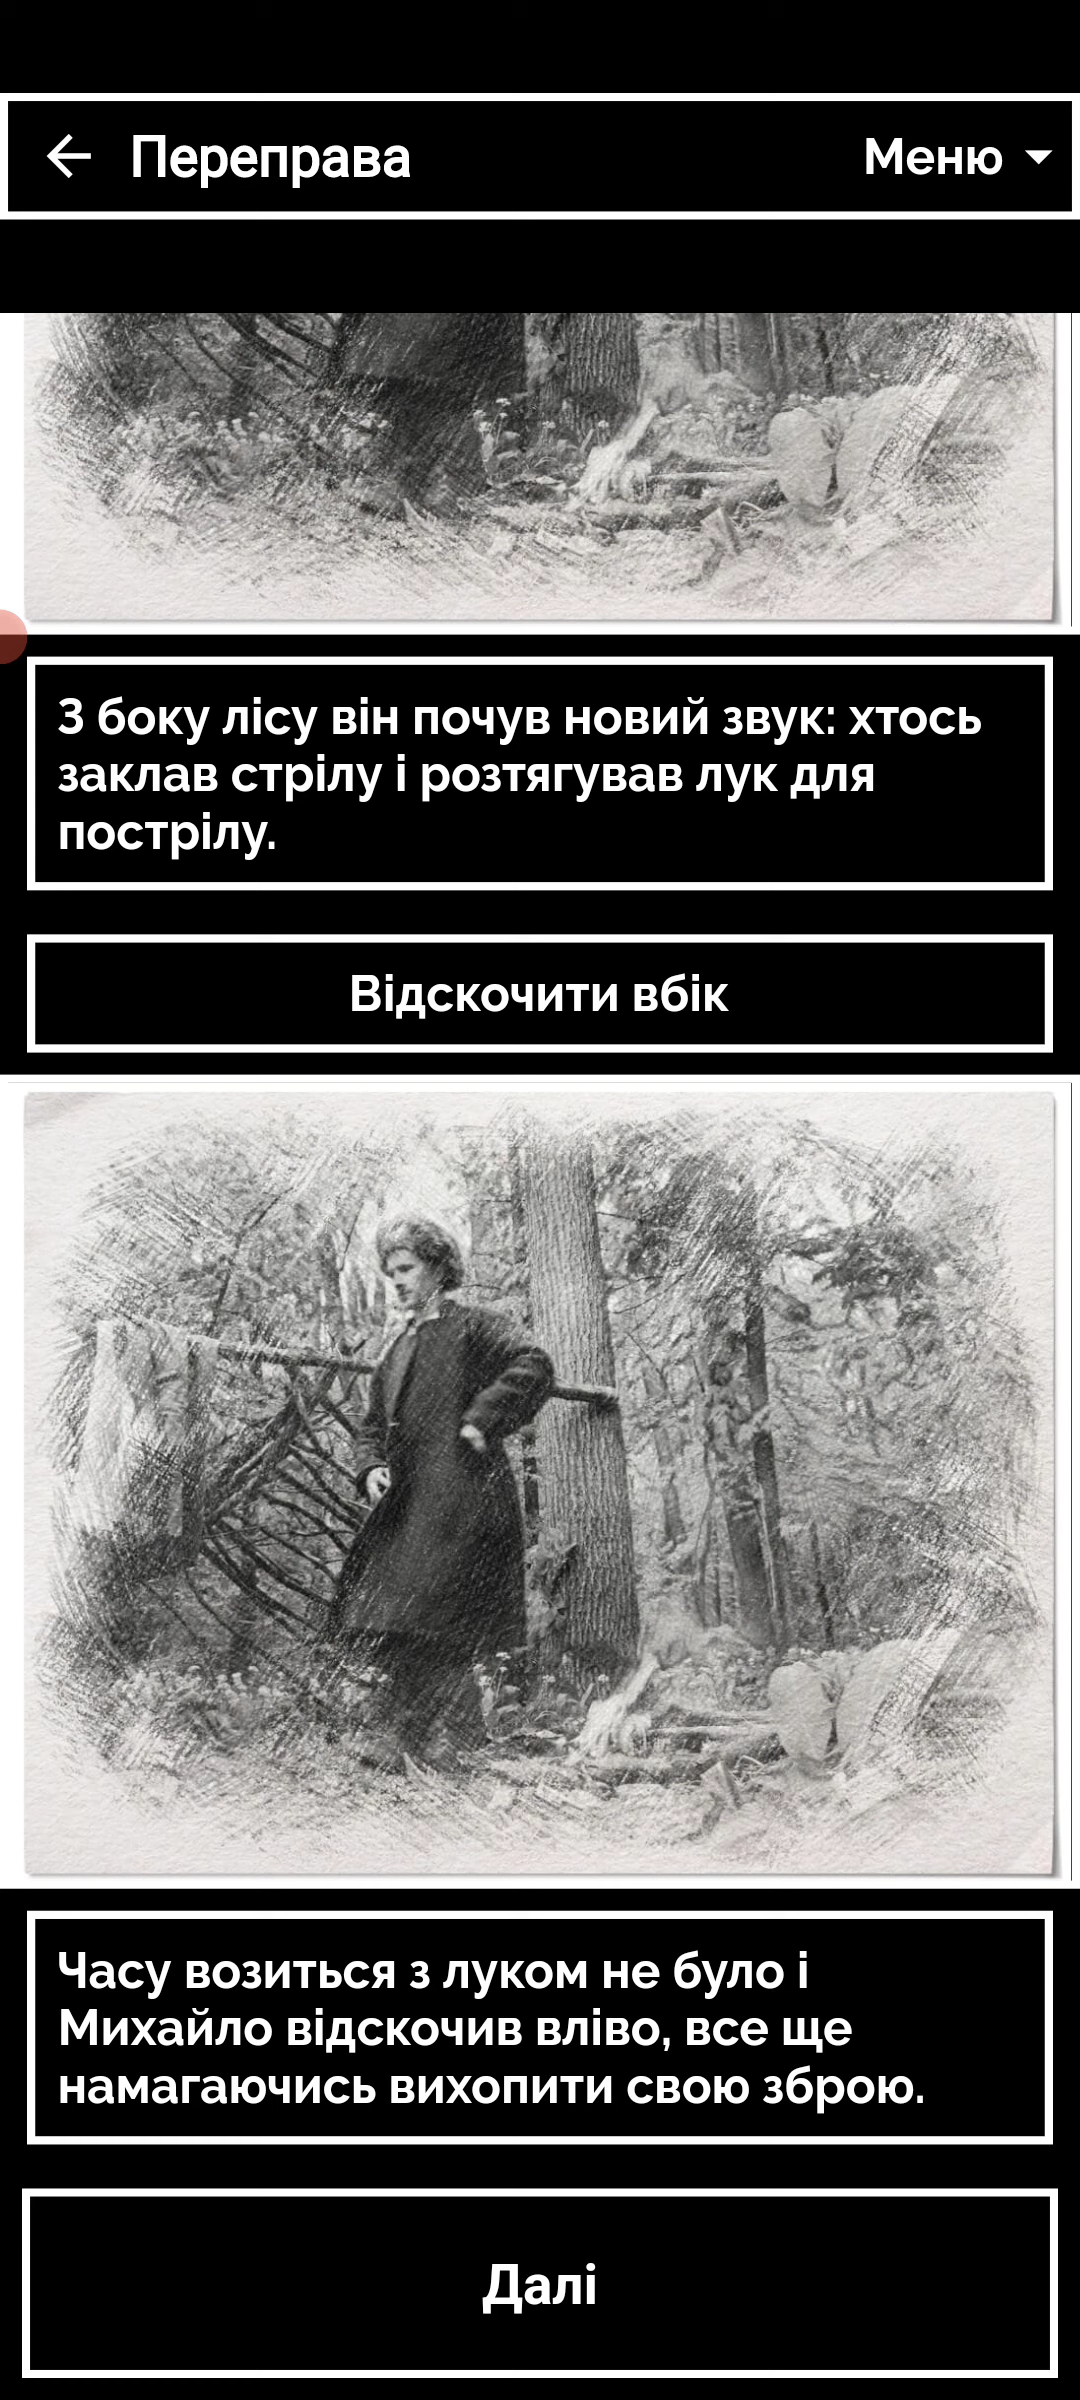 Переправа
Меню
З боку лісу він почув новий звук: хтось
заклав стрілу і розтягував лук для
пострілу.
Відскочити вбік
Часу возиться з луком не було і
Михайло відскочив вліво, все ще
намагаючись вихопити свою зброю.
Далі